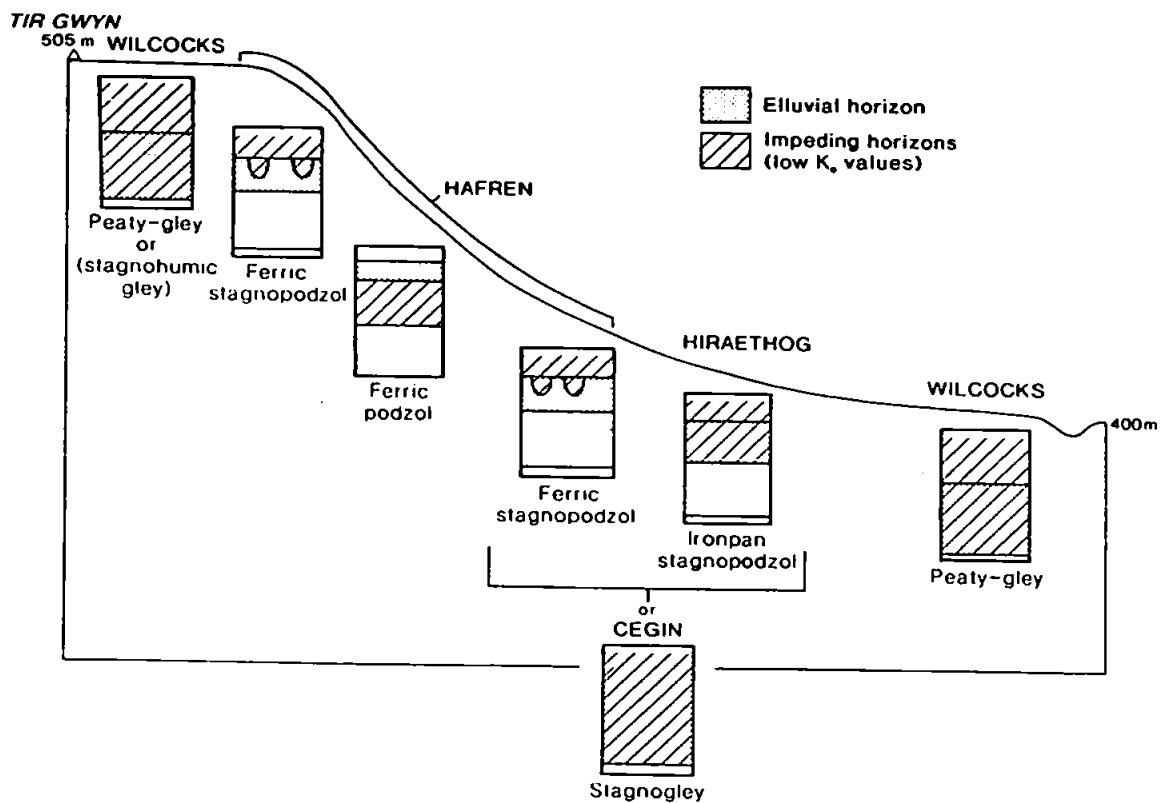 TIR GWYN
505 m WILCOCKS
Elluvial horizon
Impeding horizons
(low K. values)
HAFREN
Peaty-gley
or
(stagnohumic
gley)
Ferric
stagnopodzol
Ferric
podzol
HIRAETHOG
WILCOCKS
400m
Ferric
stagnopodzol
Ironpan
stagnopodzol
Peaty-gley
or
CEGIN
Stagnogley